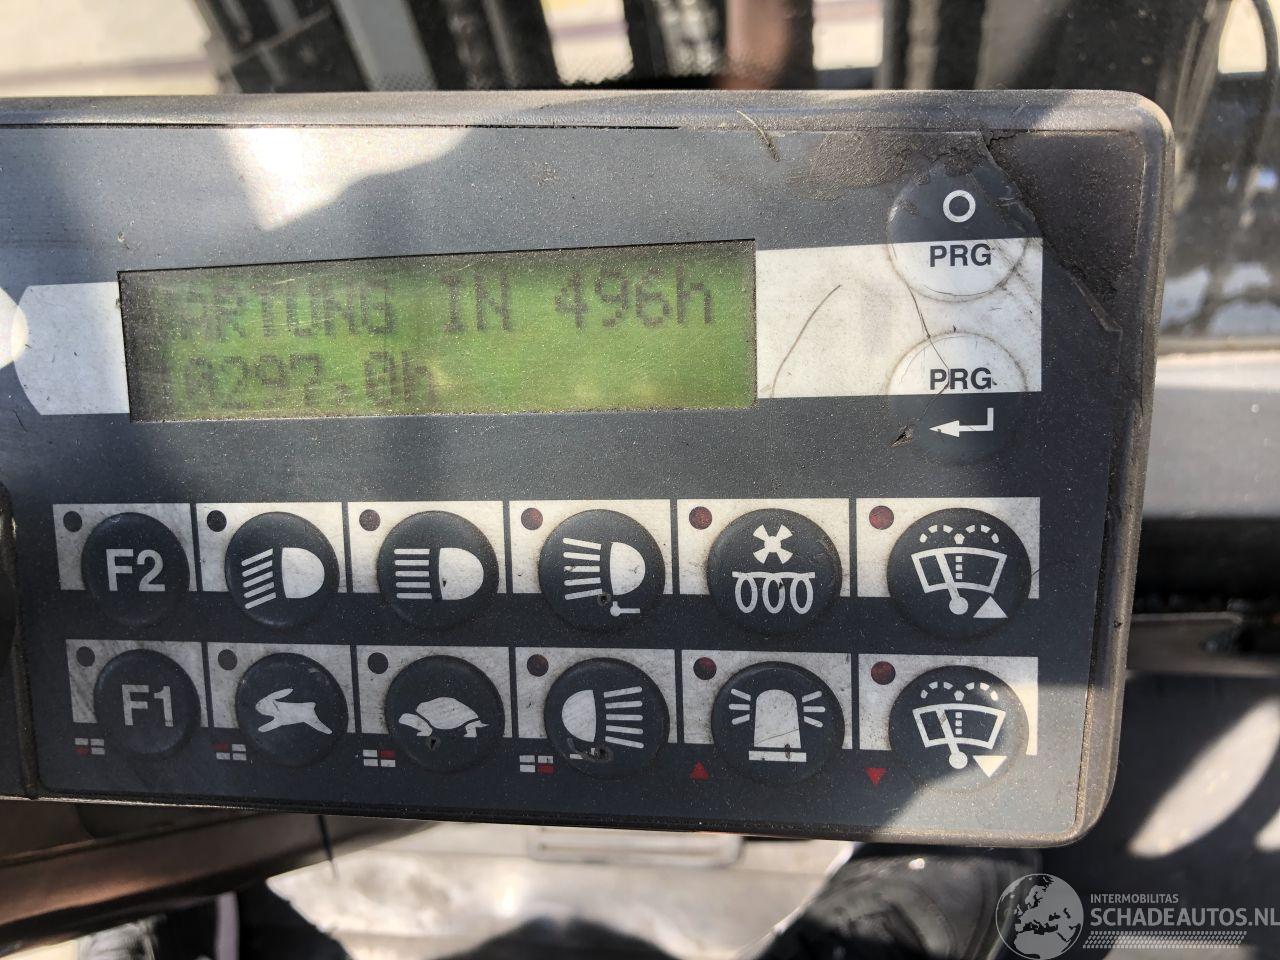 ARTUNG IN 496h
0297.0h
PRG
PRG
F2
F1
INTERMOBILITAS
SCHADEAUTOS.NL